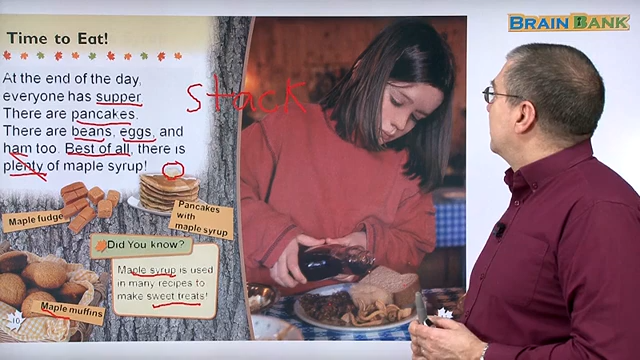 BRAIN BANK
Time to Eat!
At the end of the day,
everyone has supper
There are pancakes.
There are beans, eggs, and
ham too. Best of all, there is
plenty of maple syrup!
stack
Maple fudge
Pancakes
with
maple syrup
Did You know?
Maple syrup is used
in many recipes to
make sweet treats!
Maple muffins
14